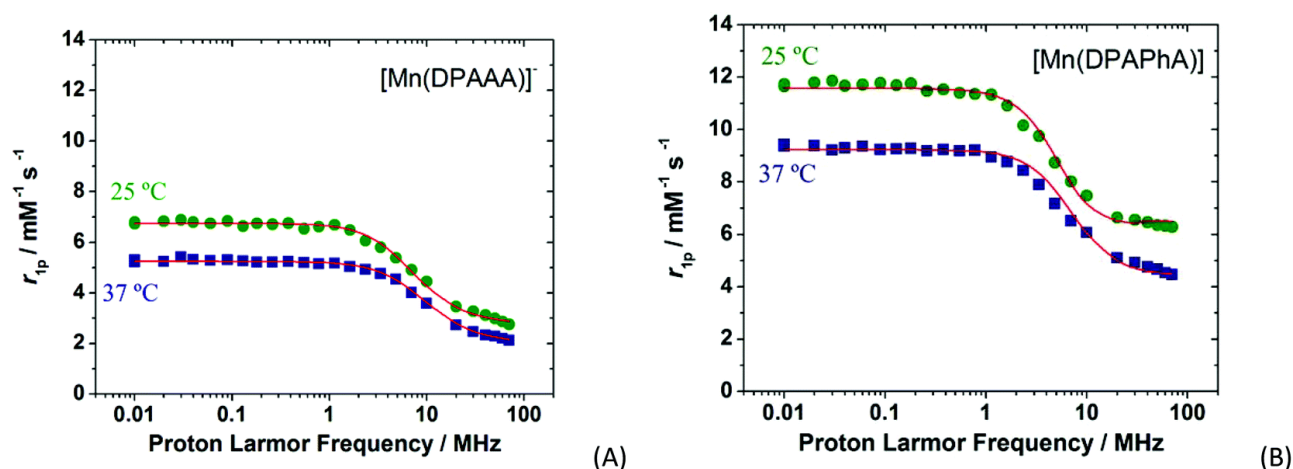 [Mn(DPAAA)]⁻
25 ºC
37 ºC
r₁ₚ / mM⁻¹ s⁻¹
14
12
10
8
6
4
2
0
0.01 0.1 1 10 100
Proton Larmor Frequency / MHz
(A)
[Mn(DPAPhA)]
25 ºC
37 ºC
r₁ₚ / mM⁻¹ s⁻¹
14
12
10
8
6
4
2
0
0.01 0.1 1 10 100
Proton Larmor Frequency / MHz
(B)